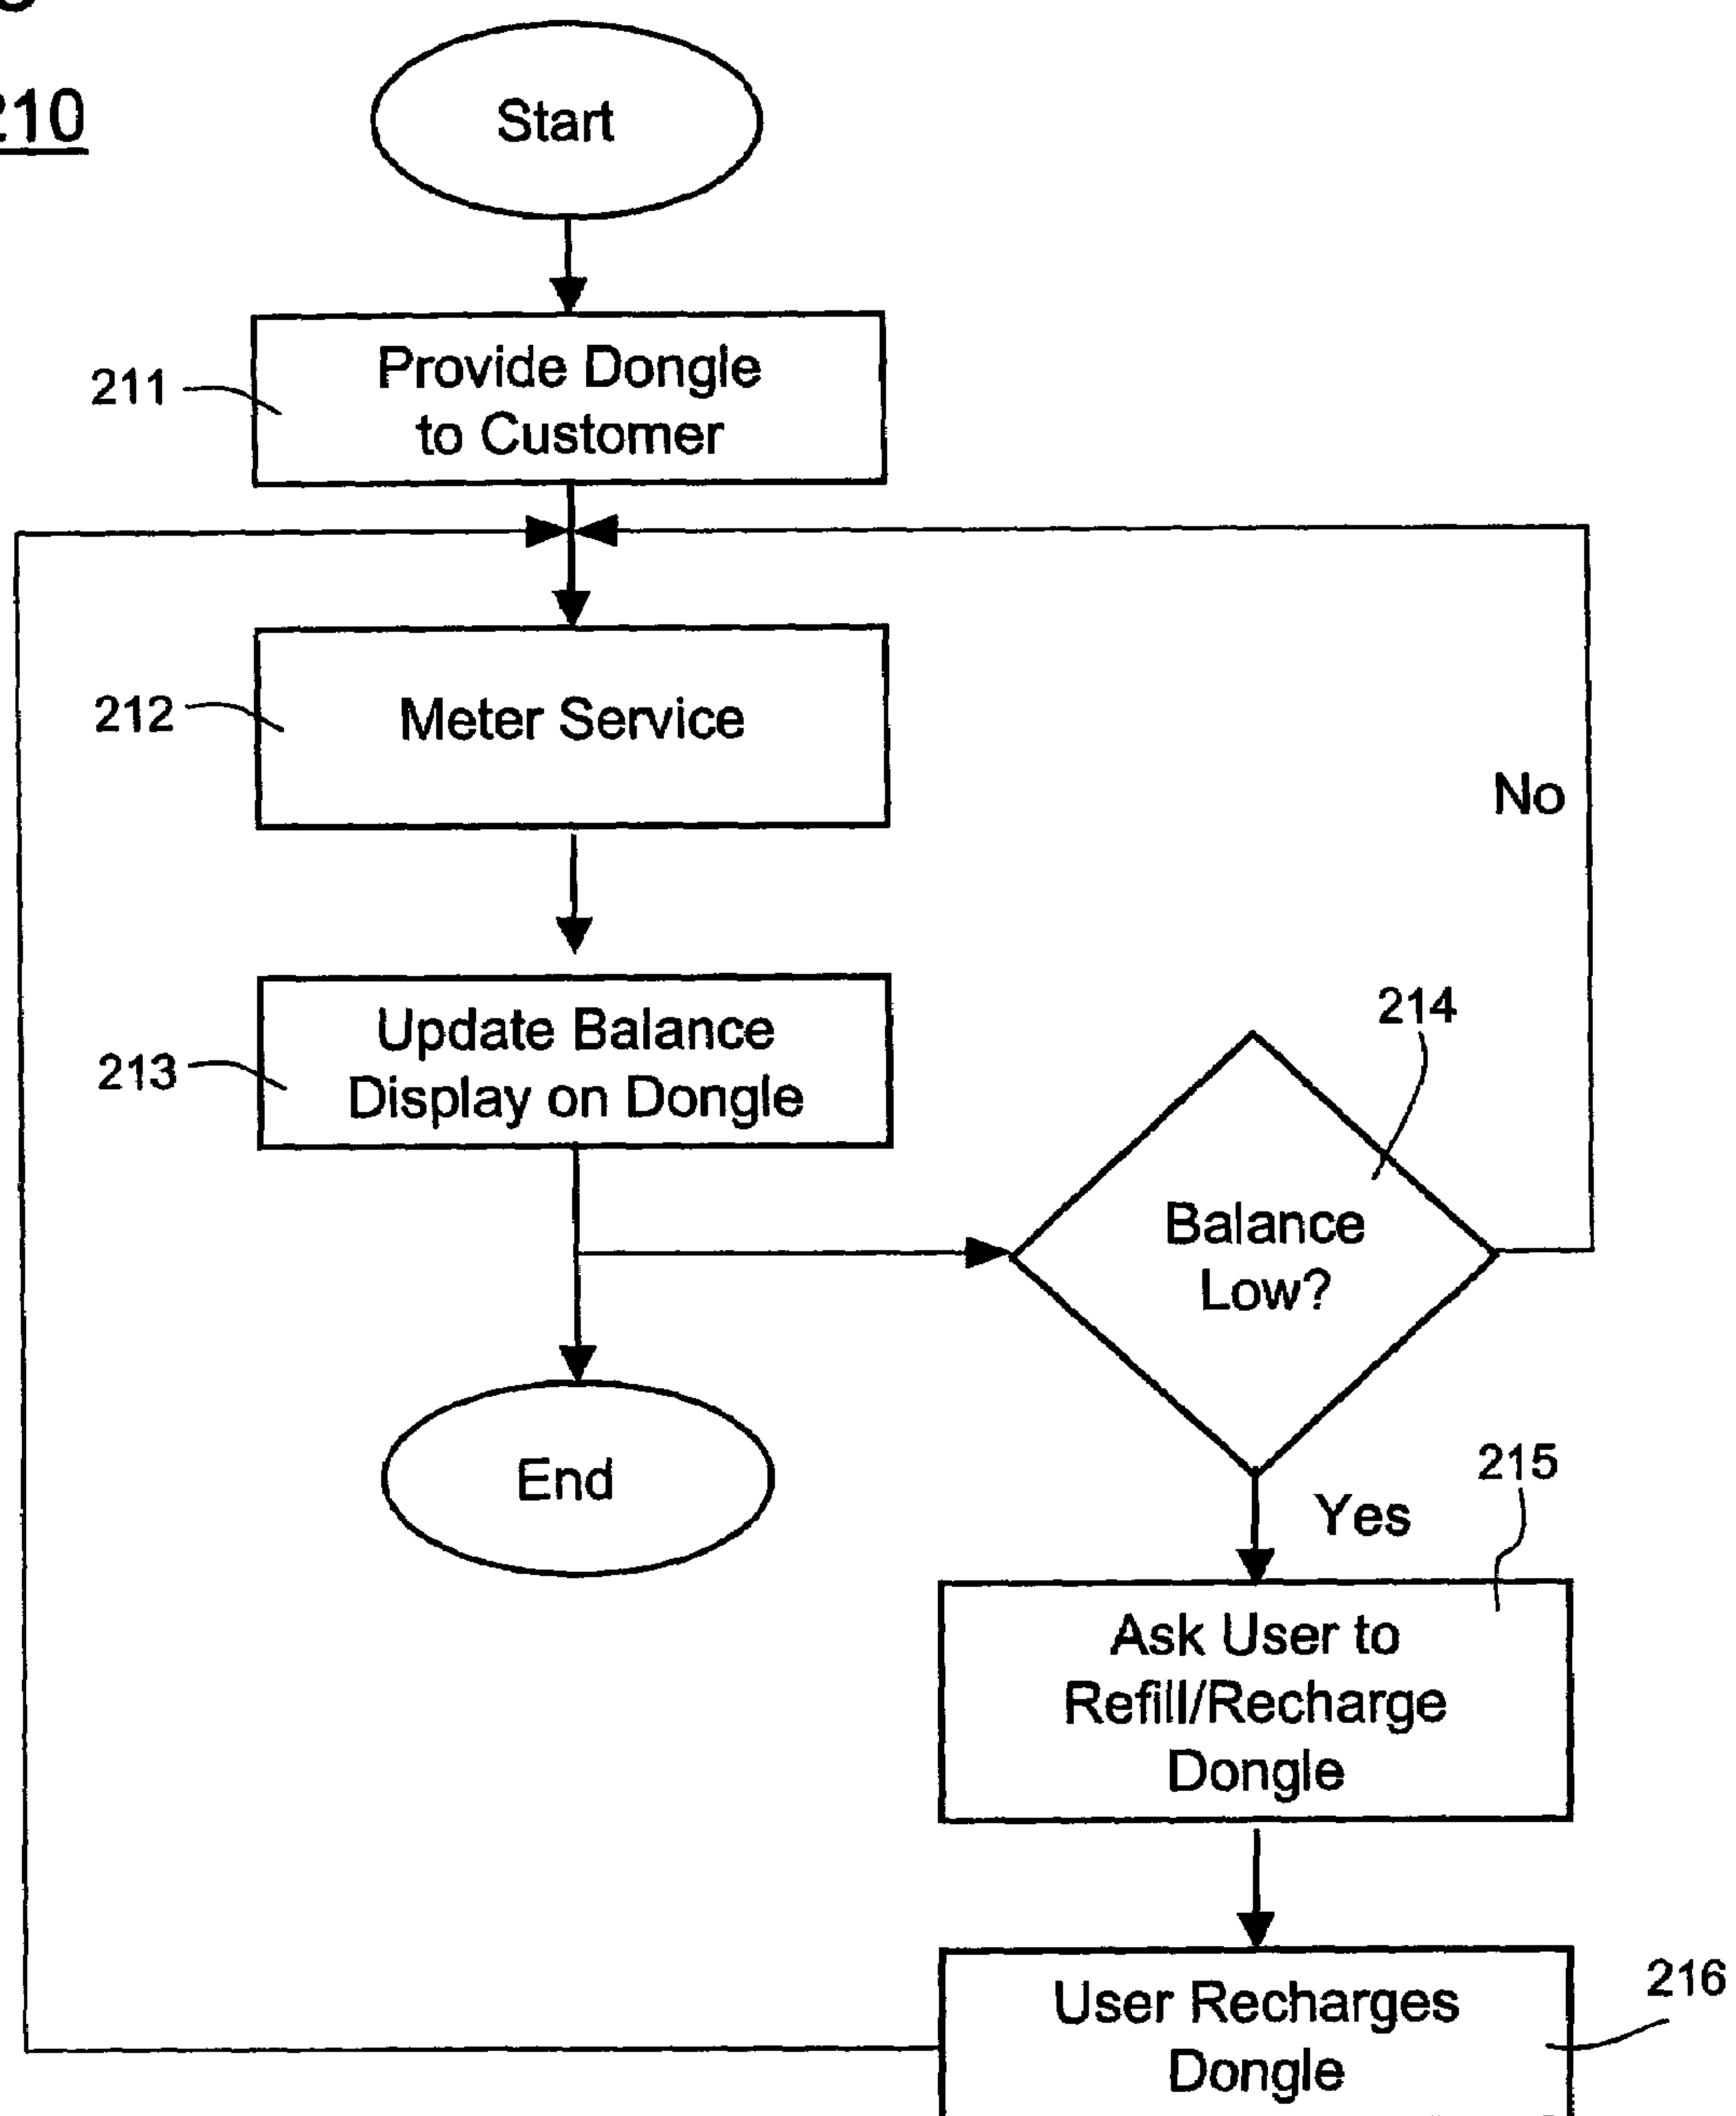 210
Start
211
Provide Dongle
to Customer
212
Meter Service
No
213
Update Balance
Display on Dongle
214
Balance
Low?
End
Yes
215
Ask User to
Refill/Recharge
Dongle
216
User Recharges
Dongle